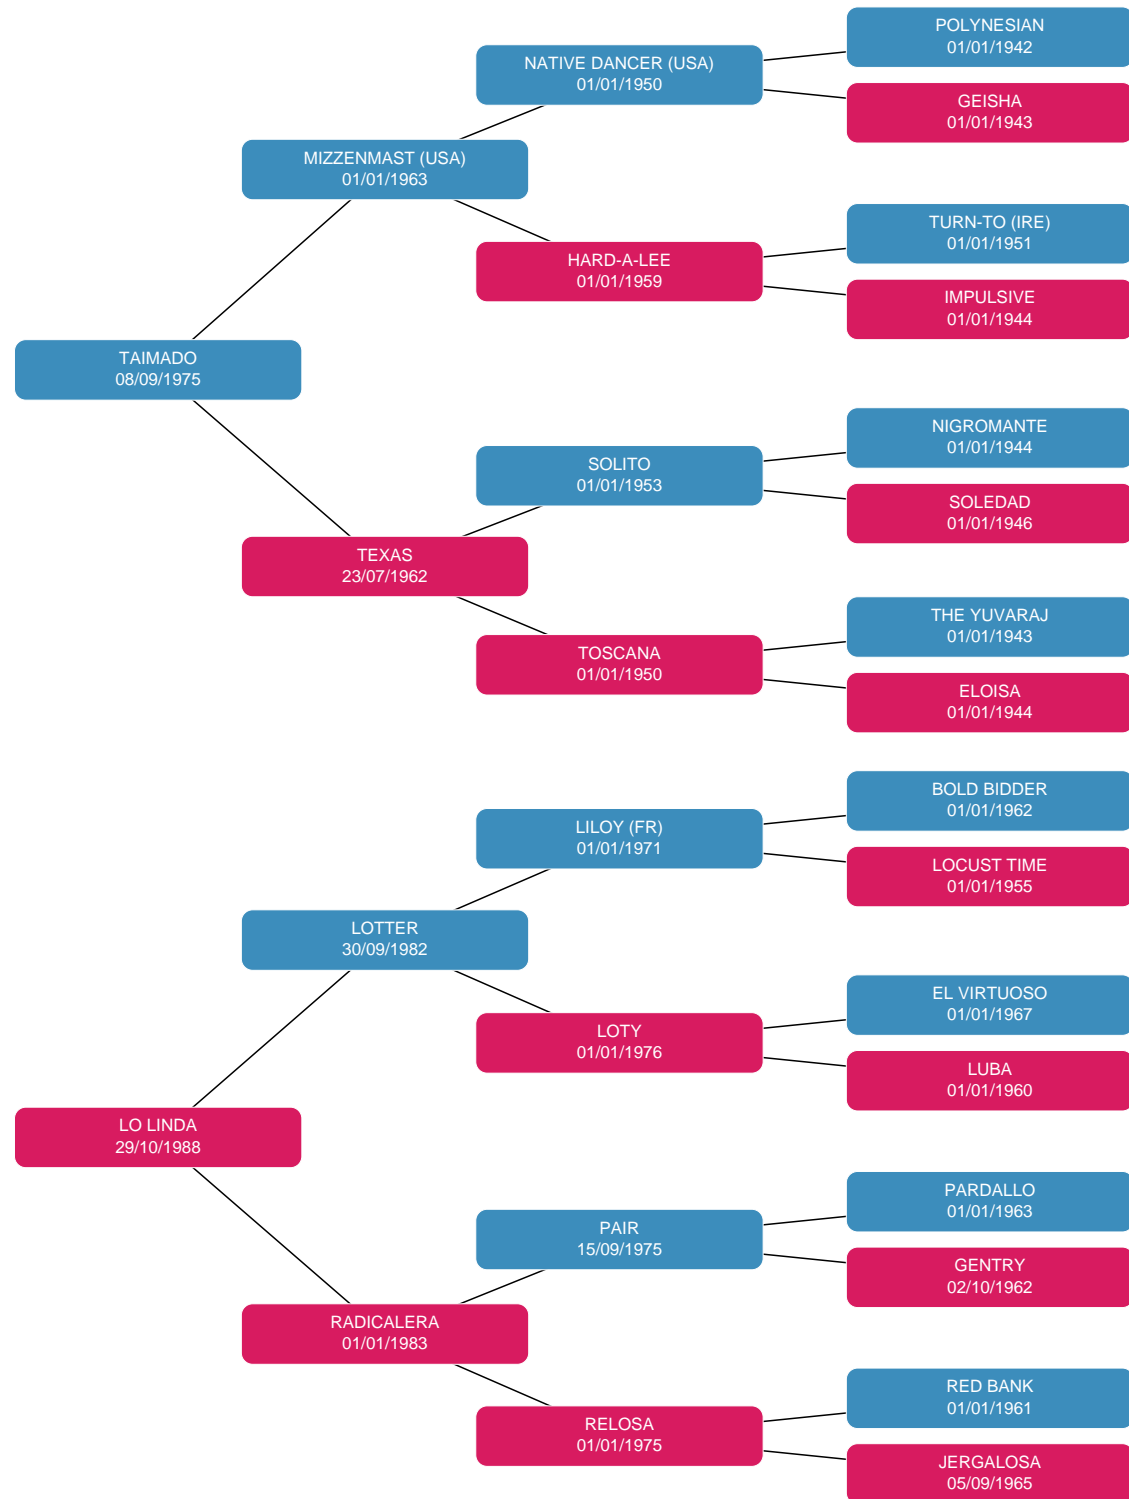 POLYNESIAN
01/01/1942
NATIVE DANCER (USA)
01/01/1950
GEISHA
01/01/1943
MIZZENMAST (USA)
01/01/1963
TURN-TO (IRE)
01/01/1951
HARD-A-LEE
01/01/1959
IMPULSIVE
01/01/1944
TAIMADO
08/09/1975
NIGROMANTE
01/01/1944
SOLITO
01/01/1953
SOLEDAD
01/01/1946
TEXAS
23/07/1962
THE YUVARAJ
01/01/1943
TOSCANA
01/01/1950
ELOISA
01/01/1944
BOLD BIDDER
01/01/1962
LILOY (FR)
01/01/1971
LOCUST TIME
01/01/1955
LOTTER
30/09/1982
EL VIRTUOSO
01/01/1967
LOTY
01/01/1976
LUBA
01/01/1960
LO LINDA
29/10/1988
PARDALLO
01/01/1963
PAIR
15/09/1975
GENTRY
02/10/1962
RADICALERA
01/01/1983
RED BANK
01/01/1961
RELOSA
01/01/1975
JERGALOSA
05/09/1965